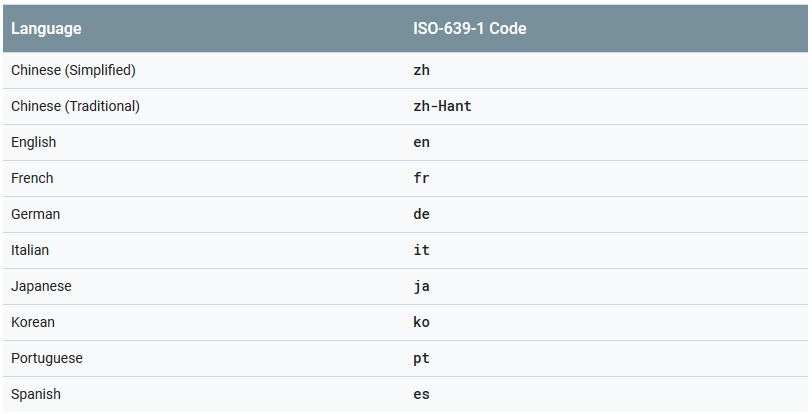 Language ISO-639-1 Code
Chinese (Simplified) zh
Chinese (Traditional) zh-Hant
English en
French fr
German de
Italian it
Japanese ja
Korean ko
Portuguese pt
Spanish es